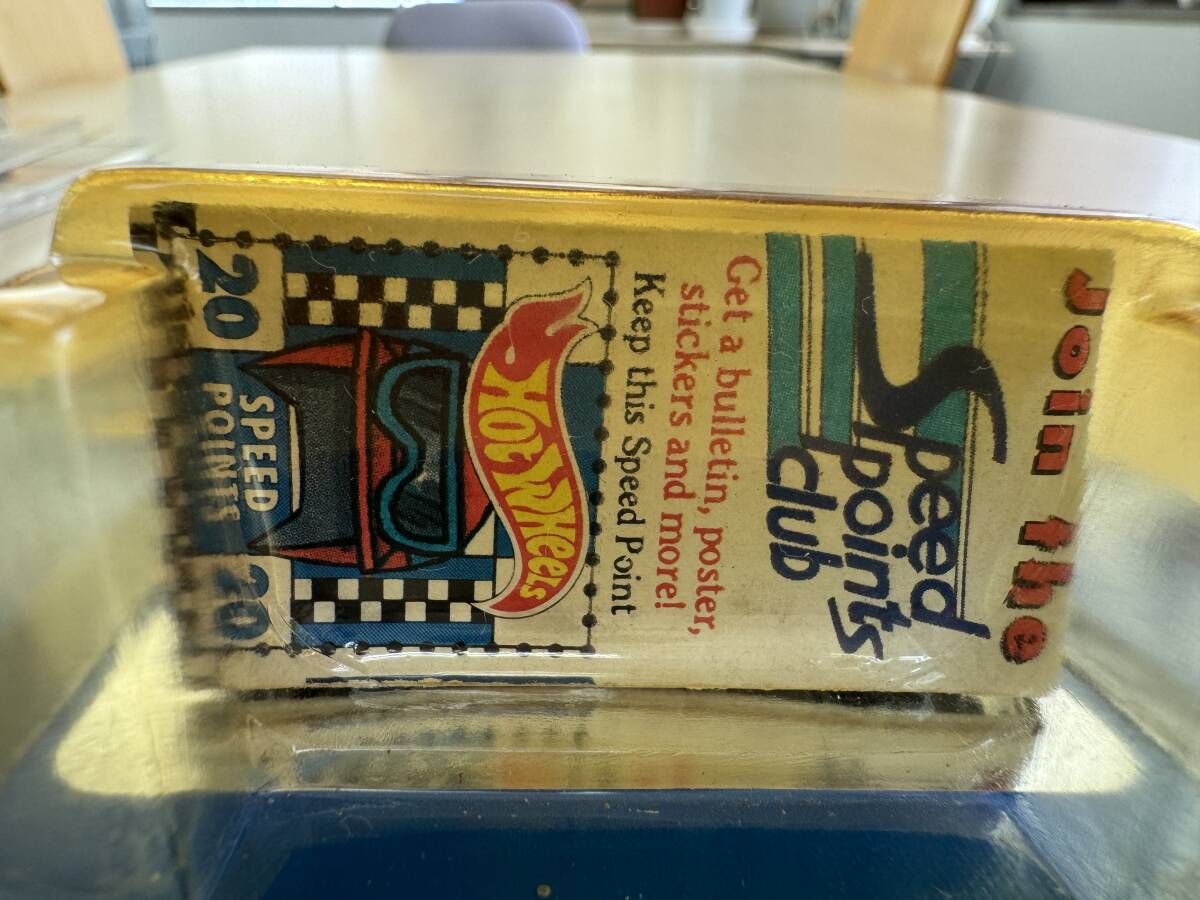 Join the
Speed
points
club
Get a bulletin, poster,
stickers and more!
Keep this Speed Point
HOT WHEELS
20 SPEED POINTS 20